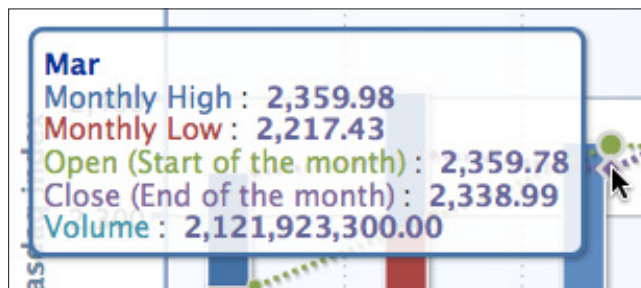 Mar
Monthly High : 2,359.98
Monthly Low : 2,217.43
Open (Start of the month) : 2,359.78
Close (End of the month) : 2,338.99
Volume : 2,121,923,300.00